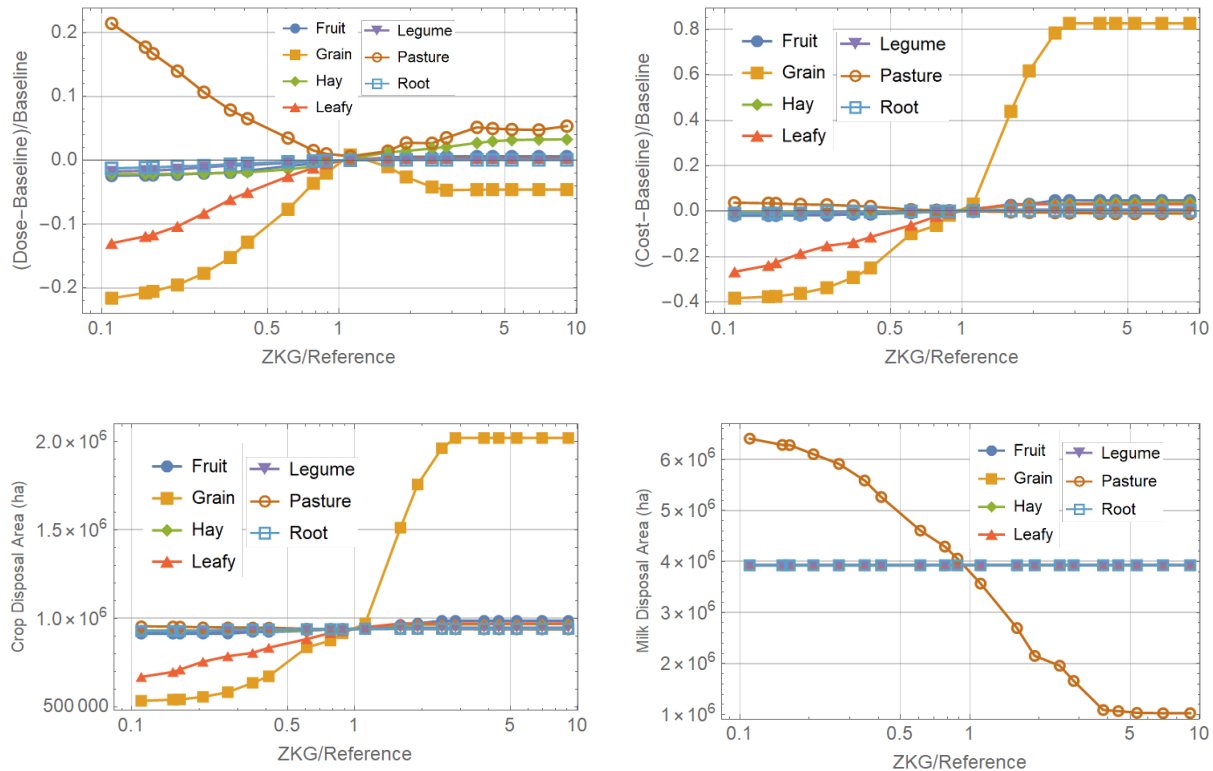 (Dose−Baseline)/Baseline
0.2
0.1
0.0
−0.1
−0.2
Fruit
Grain
Hay
Leafy
Legume
Pasture
Root
0.1 0.5 1 5 10
ZKG/Reference
(Cost−Baseline)/Baseline
0.8
0.6
0.4
0.2
0.0
−0.2
−0.4
Fruit
Grain
Hay
Leafy
Legume
Pasture
Root
0.1 0.5 1 5 10
ZKG/Reference
Crop Disposal Area (ha)
2.0 × 10⁶
1.5 × 10⁶
1.0 × 10⁶
500 000
Fruit
Grain
Hay
Leafy
Legume
Pasture
Root
0.1 0.5 1 5 10
ZKG/Reference
Milk Disposal Area (ha)
6 × 10⁶
5 × 10⁶
4 × 10⁶
3 × 10⁶
2 × 10⁶
1 × 10⁶
Fruit
Grain
Hay
Leafy
Legume
Pasture
Root
0.1 0.5 1 5 10
ZKG/Reference